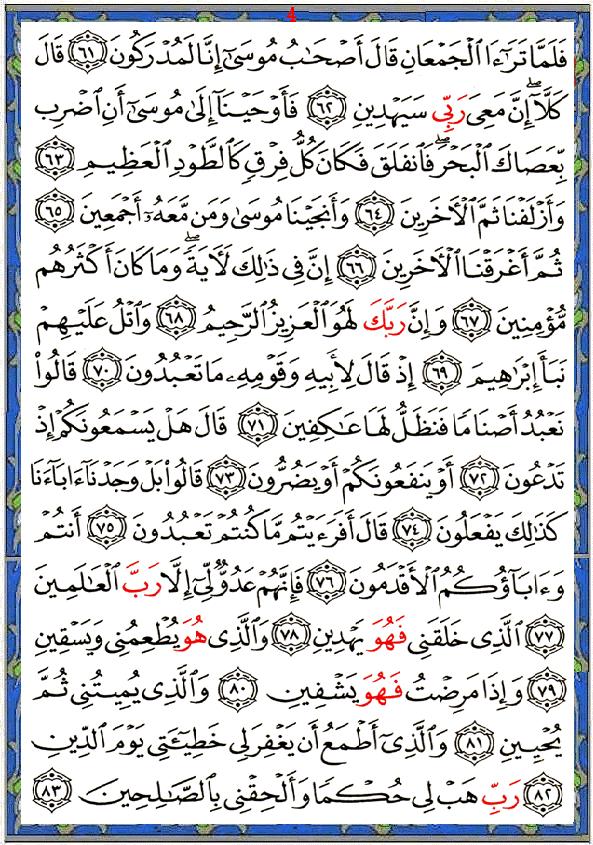 4
فَلَمَّا تَرَٰٓءَا ٱلْجَمْعَانِ قَالَ أَصْحَٰبُ مُوسَىٰٓ إِنَّا لَمُدْرَكُونَ ٦١ قَالَ
كَلَّآ ۖ إِنَّ مَعِىَ رَبِّى سَيَهْدِينِ ٦٢ فَأَوْحَيْنَآ إِلَىٰ مُوسَىٰٓ أَنِ ٱضْرِب
بِّعَصَاكَ ٱلْبَحْرَ ۖ فَٱنفَلَقَ فَكَانَ كُلُّ فِرْقٍ كَٱلطَّوْدِ ٱلْعَظِيمِ ٦٣
وَأَزْلَفْنَا ثَمَّ ٱلْـَٔاخَرِينَ ٦٤ وَأَنجَيْنَا مُوسَىٰ وَمَن مَّعَهُۥٓ أَجْمَعِينَ ٦٥
ثُمَّ أَغْرَقْنَا ٱلْـَٔاخَرِينَ ٦٦ إِنَّ فِى ذَٰلِكَ لَـَٔايَةً ۖ وَمَا كَانَ أَكْثَرُهُم
مُّؤْمِنِينَ ٦٧ وَإِنَّ رَبَّكَ لَهُوَ ٱلْعَزِيزُ ٱلرَّحِيمُ ٦٨ وَٱتْلُ عَلَيْهِمْ
نَبَأَ إِبْرَٰهِيمَ ٦٩ إِذْ قَالَ لِأَبِيهِ وَقَوْمِهِۦ مَا تَعْبُدُونَ ٧٠ قَالُوا۟
نَعْبُدُ أَصْنَامًا فَنَظَلُّ لَهَا عَٰكِفِينَ ٧١ قَالَ هَلْ يَسْمَعُونَكُمْ إِذْ
تَدْعُونَ ٧٢ أَوْ يَنفَعُونَكُمْ أَوْ يَضُرُّونَ ٧٣ قَالُوا۟ بَلْ وَجَدْنَآ ءَابَآءَنَا
كَذَٰلِكَ يَفْعَلُونَ ٧٤ قَالَ أَفَرَءَيْتُم مَّا كُنتُمْ تَعْبُدُونَ ٧٥ أَنتُمْ
وَءَابَآؤُكُمُ ٱلْأَقْدَمُونَ ٧٦ فَإِنَّهُمْ عَدُوٌّ لِّىٓ إِلَّا رَبَّ ٱلْعَٰلَمِينَ
٧٧ ٱلَّذِى خَلَقَنِى فَهُوَ يَهْدِينِ ٧٨ وَٱلَّذِى هُوَ يُطْعِمُنِى وَيَسْقِينِ
٧٩ وَإِذَا مَرِضْتُ فَهُوَ يَشْفِينِ ٨٠ وَٱلَّذِى يُمِيتُنِى ثُمَّ
يُحْيِينِ ٨١ وَٱلَّذِىٓ أَطْمَعُ أَن يَغْفِرَ لِى خَطِيٓـَٔتِى يَوْمَ ٱلدِّينِ
٨٢ رَبِّ هَبْ لِى حُكْمًا وَأَلْحِقْنِى بِٱلصَّٰلِحِينَ ٨٣